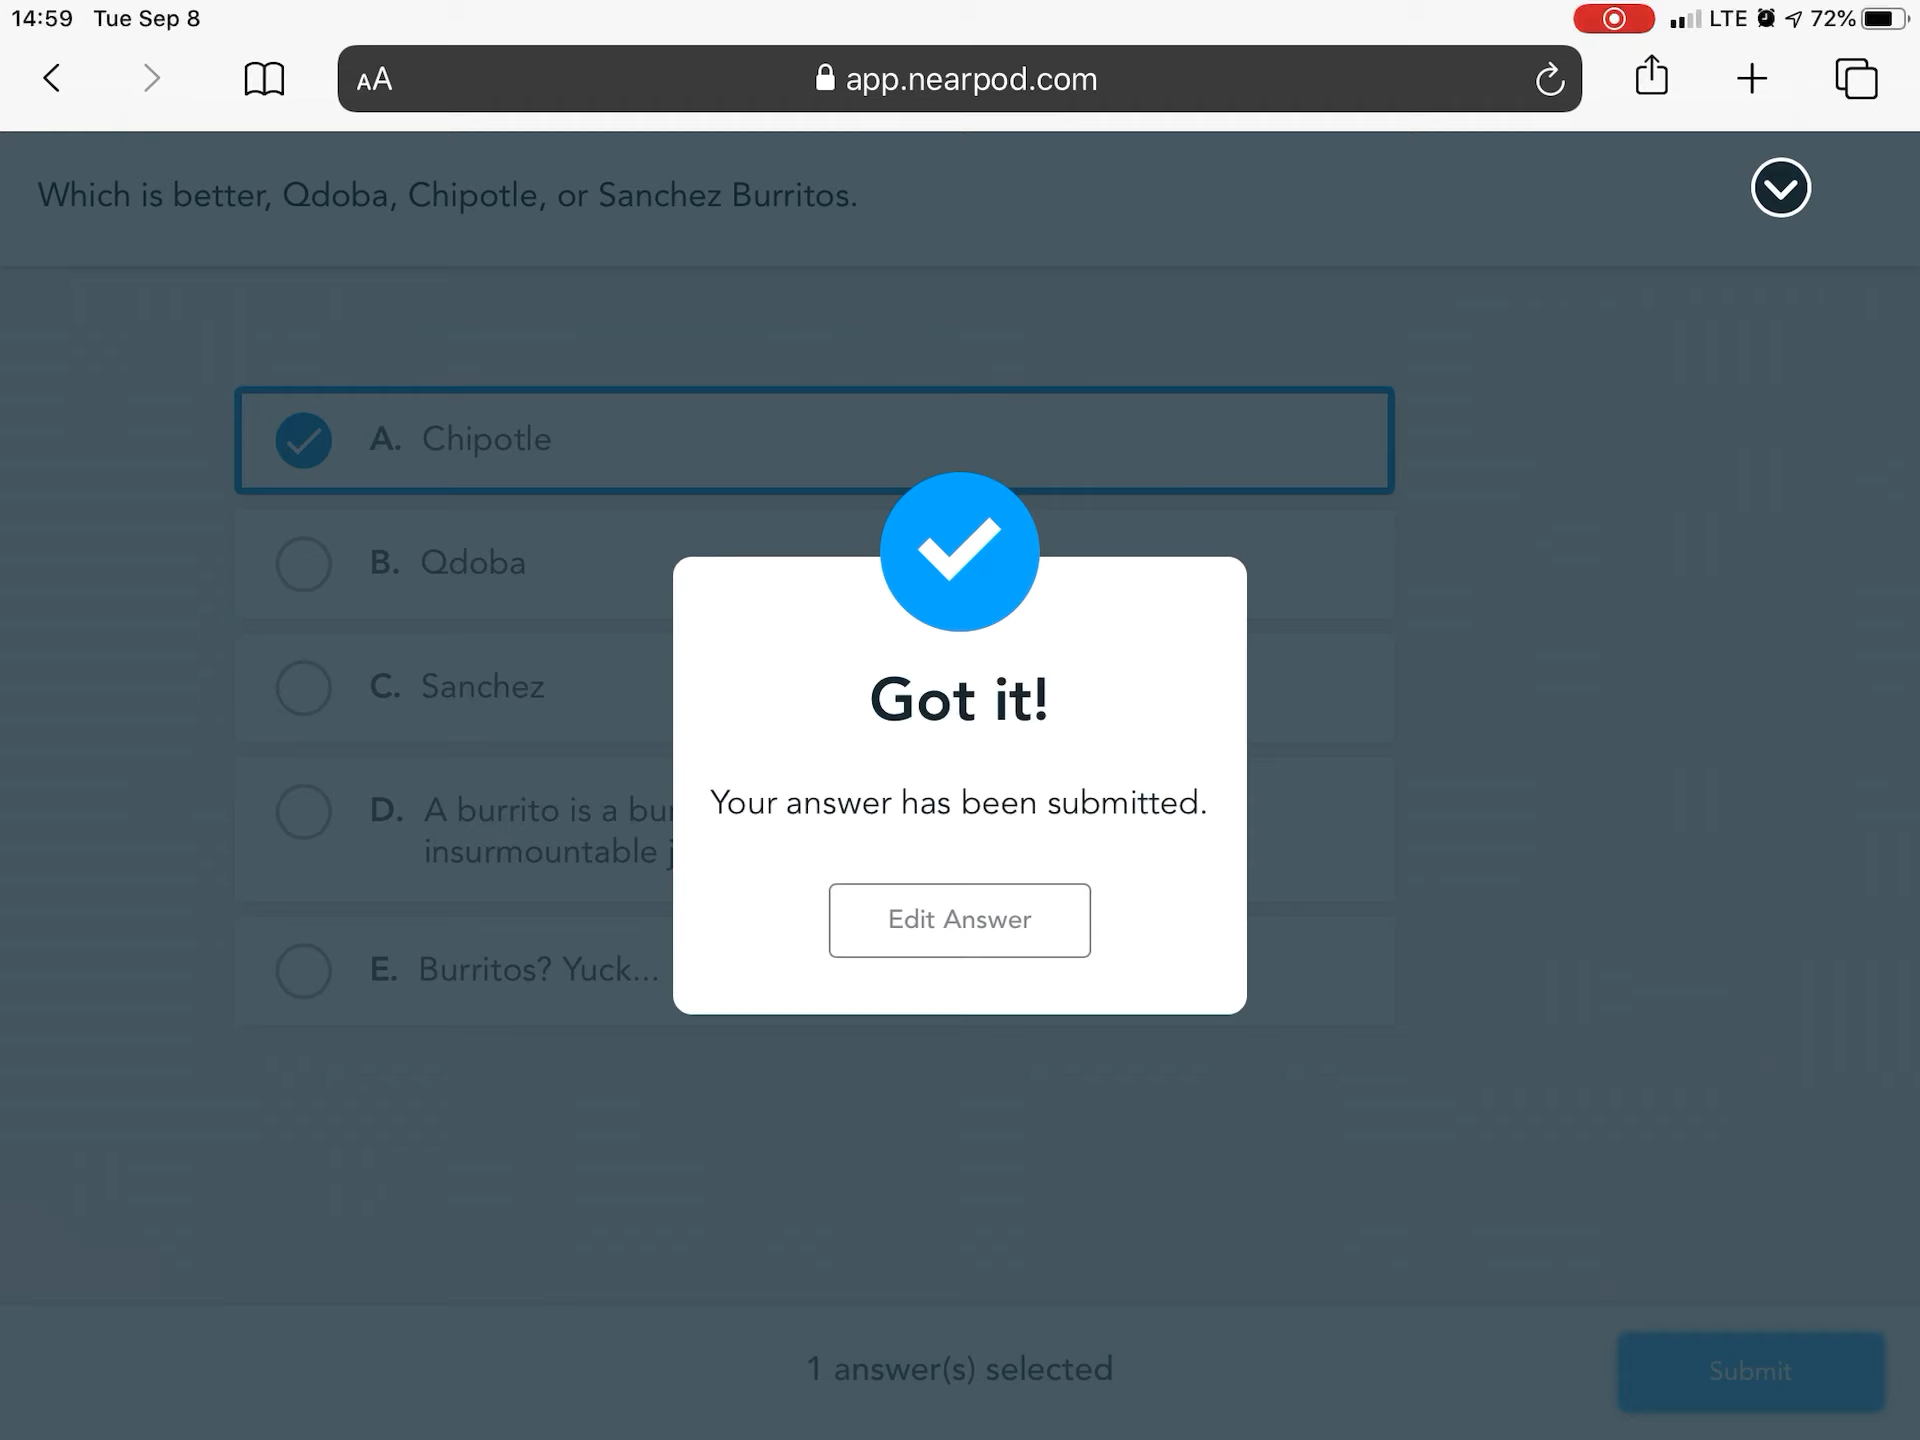 14:59 Tue Sep 8
LTE 72%
AA
app.nearpod.com
Which is better, Qdoba, Chipotle, or Sanchez Burritos.
A. Chipotle
B. Qdoba
C. Sanchez
D. A burrito is a
insurmountable
E. Burritos? Yuck...
Got it!
Your answer has been submitted.
Edit Answer
1 answer(s) selected
Submit